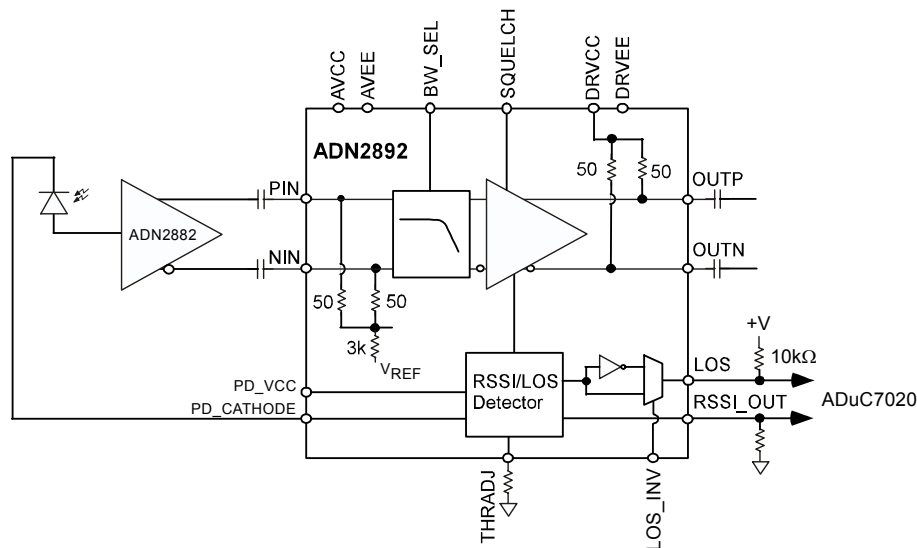 AVCC
AVEE
BW_SEL
SQUELCH
DRVCC
DRVEE
ADN2892
50
50
PIN
OUTP
ADN2882
NIN
OUTN
50
50
3k
VREF
+V
10kΩ
LOS
PD_VCC
RSSI/LOS
Detector
PD_CATHODE
RSSI_OUT
ADuC7020
THRADJ
LOS_INV